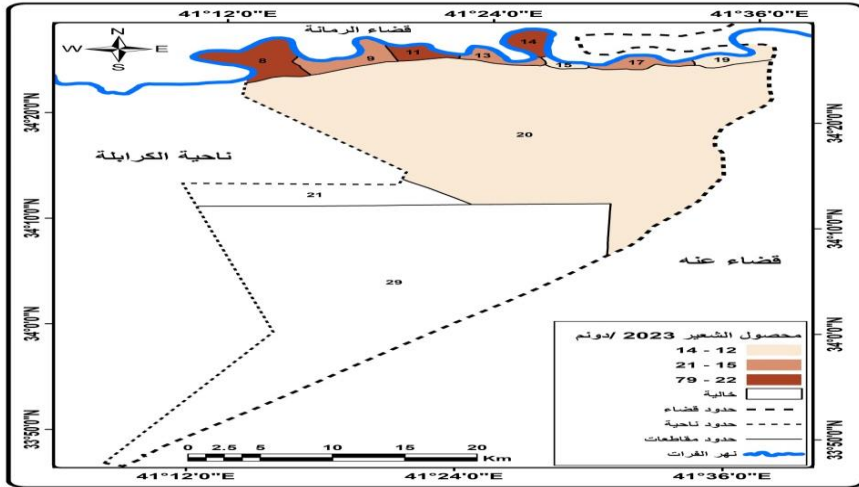 41°12'0"E 41°24'0"E 41°36'0"E
قضاء الرمانة
N
W E
S
8 9 11 13 14 15 17 19
34°20'0"N 34°20'0"N
20
ناحية الكرابلة
21
34°10'0"N 34°10'0"N
قضاء عنه
29
34°0'0"N 34°0'0"N
محصول الشعير 2023 /دونم
14 - 12
21 - 15
79 - 22
خالية
حدود قضاء
حدود ناحية
حدود مقاطعات
نهر الفرات
33°50'0"N 33°50'0"N
0 2.5 5 10 15 20
Km
41°12'0"E 41°24'0"E 41°36'0"E